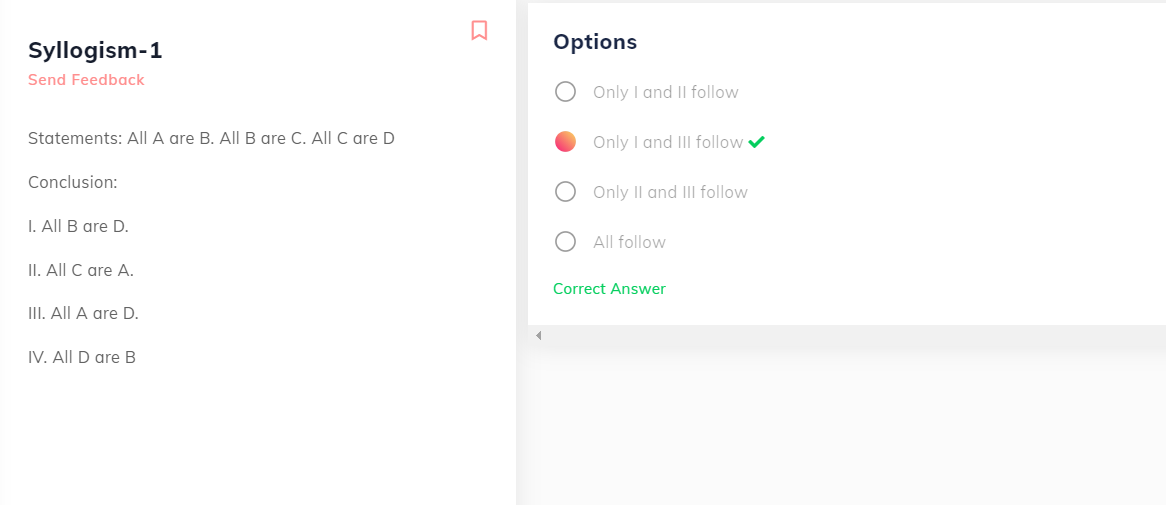 Syllogism-1
Send Feedback
Statements: All A are B. All B are C. All C are D
Conclusion:
I. All B are D.
II. All C are A.
III. All A are D.
IV. All D are B
Options
Only I and II follow
Only I and III follow
Only II and III follow
All follow
Correct Answer